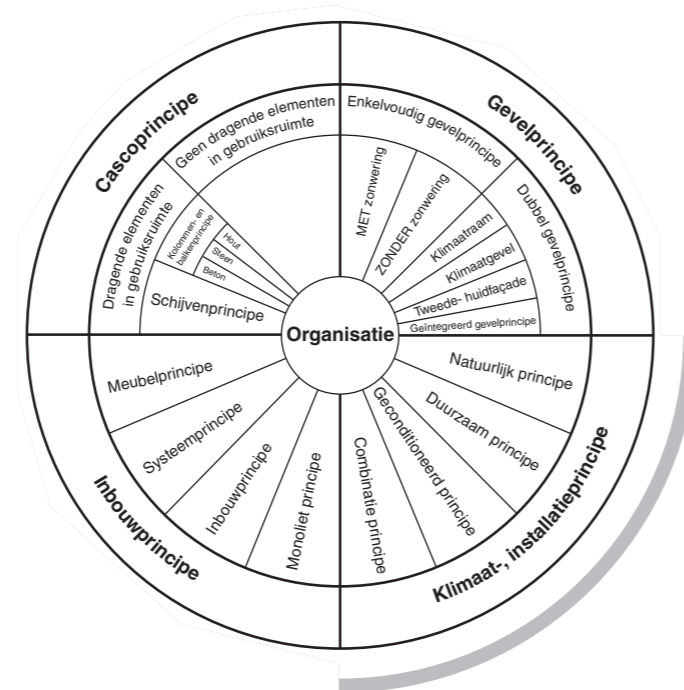 Cascoprincipe
Geen dragende elementen
in gebruiksruimte
Dragende elementen
in gebruiksruimte
Kolommen- en
balkenprincipe
Hout
Steen
Beton
Schijvenprincipe
Gevelprincipe
Enkelvoudig gevelprincipe
MET zonwering
ZONDER zonwering
Dubbel gevelprincipe
Klimaatraam
Klimaatgevel
Tweede- huidfaçade
Geïntegreerd gevelprincipe
Organisatie
Meubelprincipe
Systeemprincipe
Inbouwprincipe
Monoliet principe
Inbouwprincipe
Natuurlijk principe
Duurzaam principe
Geconditioneerd principe
Combinatie principe
Klimaat-, installatieprincipe